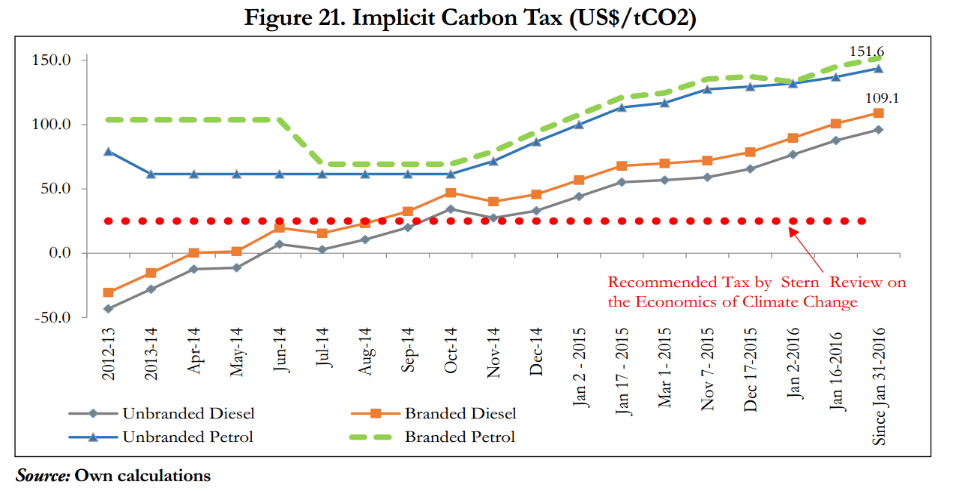 Figure 21. Implicit Carbon Tax (US$/tCO2)
150.0
100.0
50.0
0.0
-50.0
151.6
109.1
Recommended Tax by Stern Review on
the Economics of Climate Change
2012-13
2013-14
Apr-14
May-14
Jun-14
Jul-14
Aug-14
Sep-14
Oct-14
Nov-14
Dec-14
Jan 2 - 2015
Jan 17 - 2015
Mar 1- 2015
Nov 7- 2015
Dec 17-2015
Jan 2-2016
Jan 16-2016
Since Jan 31-2016
Unbranded Diesel
Branded Diesel
Unbranded Petrol
Branded Petrol
Source: Own calculations